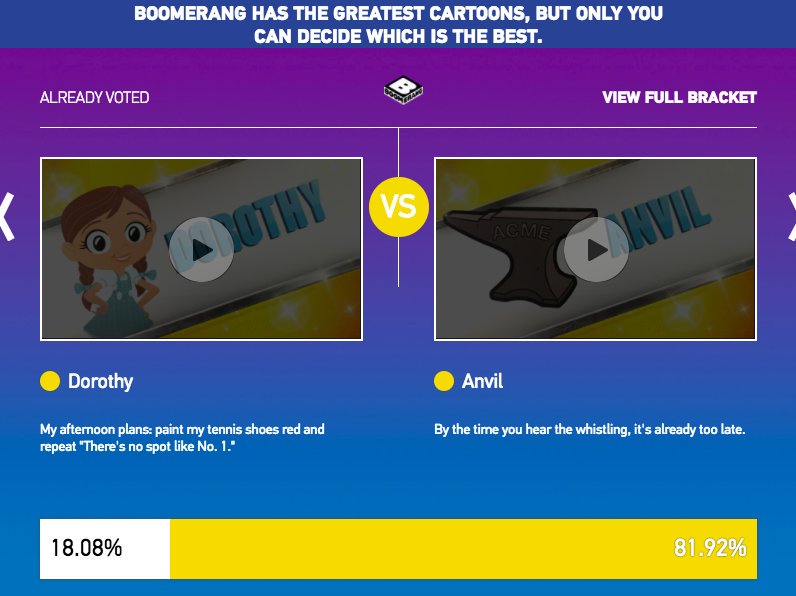 BOOMERANG HAS THE GREATEST CARTOONS, BUT ONLY YOU
CAN DECIDE WHICH IS THE BEST.
ALREADY VOTED
B
BOOMERANG
VIEW FULL BRACKET
DOROTHY
VS
ACME
ANVIL
Dorothy
Anvil
My afternoon plans: paint my tennis shoes red and
repeat "There's no spot like No. 1."
By the time you hear the whistling, it's already too late.
18.08%
81.92%